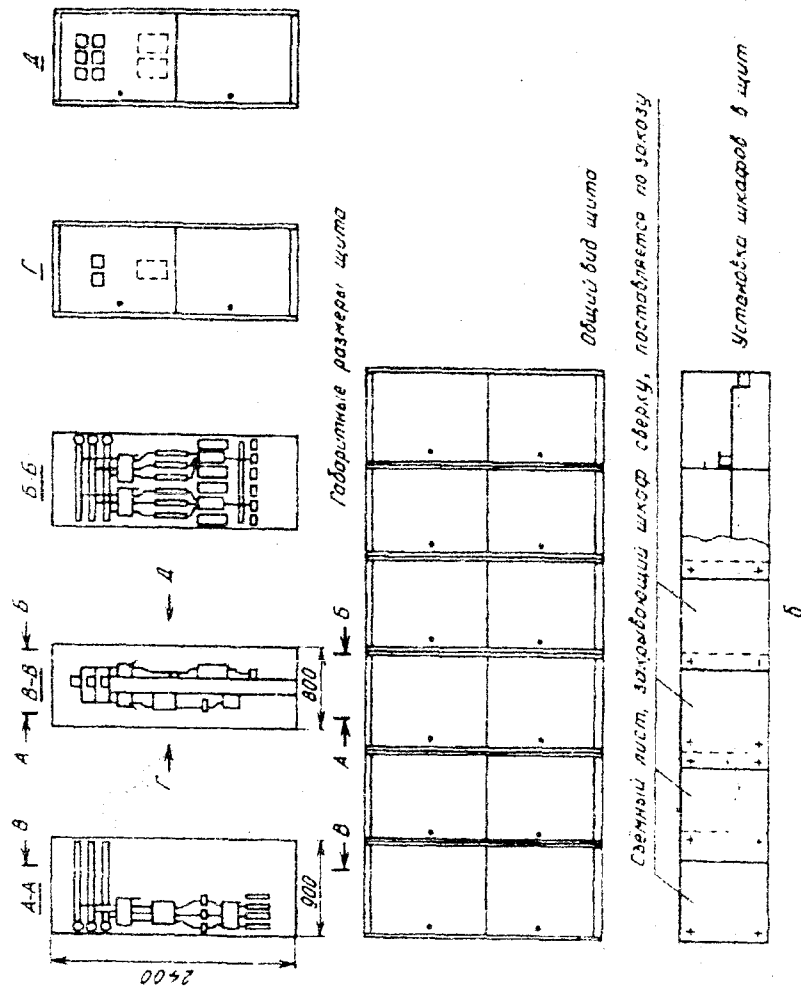 А-А
В
А
В-В
Б
Б-Б
Г
Д
2400
900
Г
800
Д
Габаритные размеры щита
В
А
Б
Общий вид щита
Съемный лист, закрывающий шкаф сверху, поставляется по заказу
Установка шкафов в щит
б